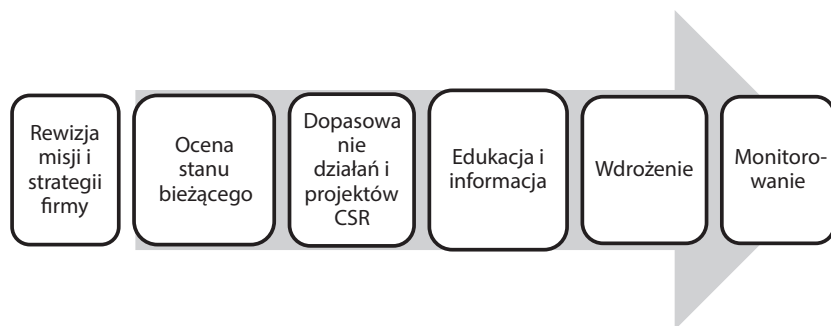 Rewizja
misji i
strategii
firmy
Ocena
stanu
bieżącego
Dopasowa
nie
działań i
projektów
CSR
Edukacja i
informacja
Wdrożenie
Monitoro-
wanie